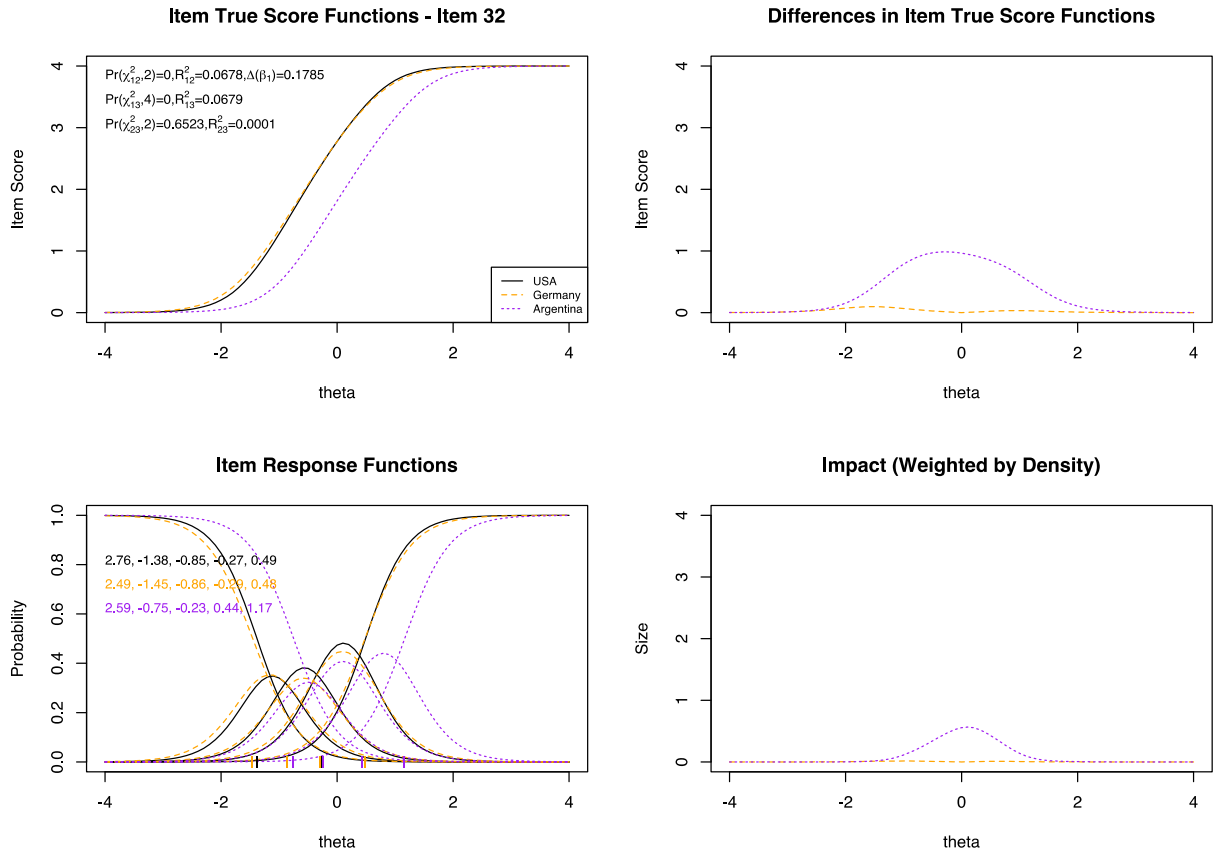 Item True Score Functions - Item 32
Pr(χ²₁₂,2)=0,R²₁₂=0.0678,Δ(β₁)=0.1785
Pr(χ²₁₃,4)=0,R²₁₃=0.0679
Pr(χ²₂₃,2)=0.6523,R²₂₃=0.0001
Item Score
4
3
2
1
0
USA
Germany
Argentina
-4 -2 0 2 4
theta
Differences in Item True Score Functions
Item Score
4
3
2
1
0
-4 -2 0 2 4
theta
Item Response Functions
Probability
1.0
0.8
0.6
0.4
0.2
0.0
2.76, -1.38, -0.85, -0.27, 0.49
2.49, -1.45, -0.86, -0.29, 0.48
2.59, -0.75, -0.23, 0.44, 1.17
-4 -2 0 2 4
theta
Impact (Weighted by Density)
Size
4
3
2
1
0
-4 -2 0 2 4
theta